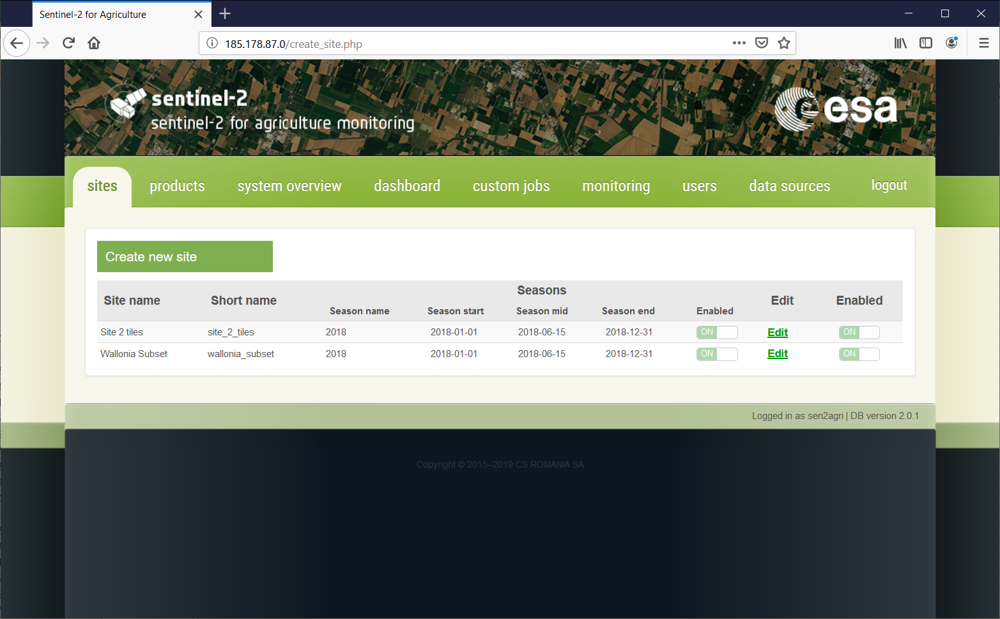 Sentinel-2 for Agriculture
185.178.87.0/create_site.php
sentinel-2
sentinel-2 for agriculture monitoring
esa
sites products system overview dashboard custom jobs monitoring users data sources logout
Create new site
Site name Short name Seasons Edit Enabled
Season name Season start Season mid Season end Enabled
Site 2 tiles site_2_tiles 2018 2018-01-01 2018-06-15 2018-12-31 ON Edit ON
Wallonia Subset wallonia_subset 2018 2018-01-01 2018-06-15 2018-12-31 ON Edit ON
Logged in as sen2agri | DB version 2.0.1
Copyright © 2015–2019 CS ROMANIA SA